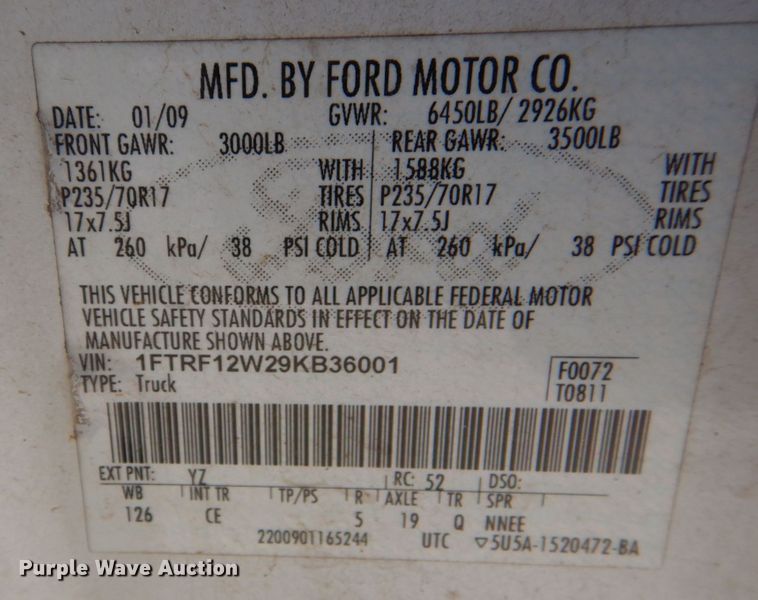 MFD. BY FORD MOTOR CO.
DATE: 01/09 GVWR: 6450LB/ 2926KG
FRONT GAWR: 3000LB REAR GAWR: 3500LB
1361KG WITH 1588KG WITH
P235/70R17 TIRES P235/70R17 TIRES
17x7.5J RIMS 17x7.5J RIMS
AT 260 kPa/ 38 PSI COLD AT 260 kPa/ 38 PSI COLD
THIS VEHICLE CONFORMS TO ALL APPLICABLE FEDERAL MOTOR
VEHICLE SAFETY STANDARDS IN EFFECT ON THE DATE OF
MANUFACTURE SHOWN ABOVE.
VIN: 1FTRF12W29KB36001 F0072
TYPE: Truck T0811
EXT PNT: YZ RC: 52 DSO:
WB INT TR TP/PS R AXLE TR SPR
126 CE 5 19 Q NNEE
2200901165244 UTC ▽5U5A-1520472-BA
Purple Wave Auction